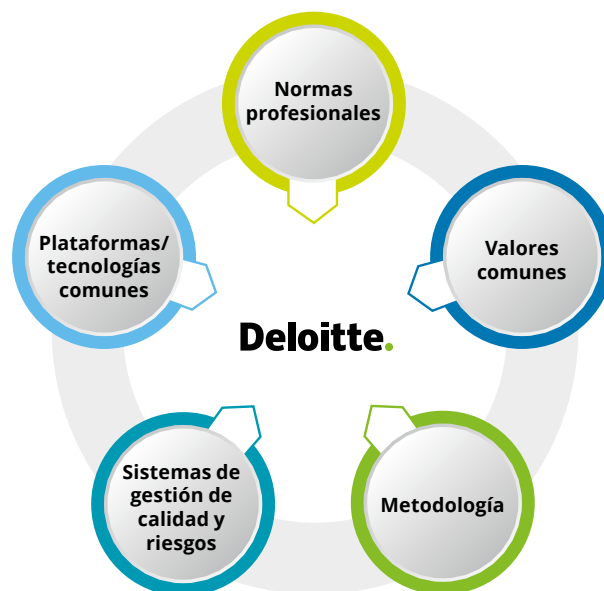 Normas
profesionales
Valores
comunes
Metodología
Sistemas de
gestión de
calidad y
riesgos
Plataformas/
tecnologías
comunes
Deloitte.